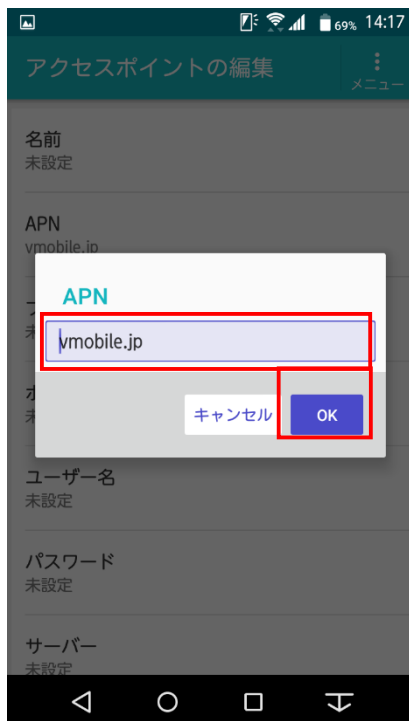 69% 14:17
アクセスポイントの編集
メニュー
名前
未設定
APN
vmobile.jp
APN
vmobile.jp
キャンセル
OK
ユーザー名
未設定
パスワード
未設定
サーバー
未設定